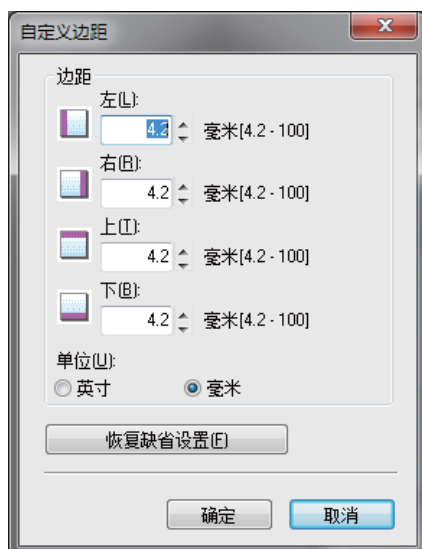 自定义边距
边距
左(L):
4.2 毫米[4.2 - 100]
右(R):
4.2 毫米[4.2 - 100]
上(T):
4.2 毫米[4.2 - 100]
下(B):
4.2 毫米[4.2 - 100]
单位(U):
英寸 毫米
恢复缺省设置(F)
确定 取消